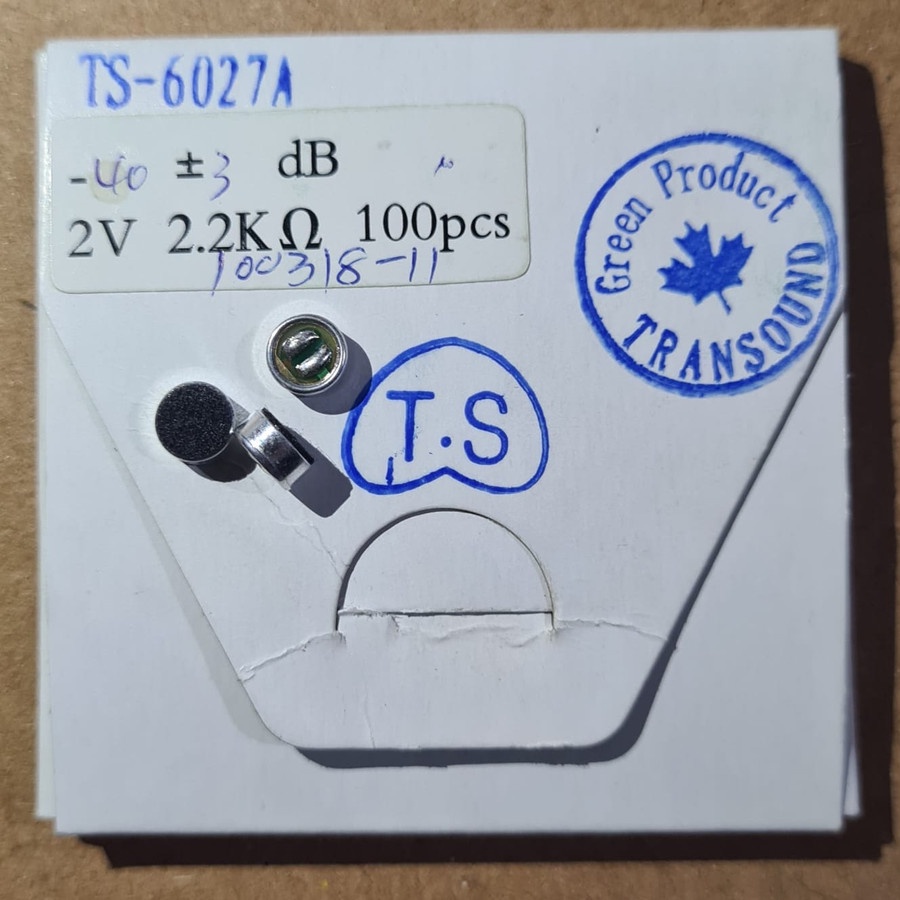 TS-6027A
-40 ±3 dB
2V 2.2KΩ 100pcs
100318-11
Green Product
TRANSOUND
T.S